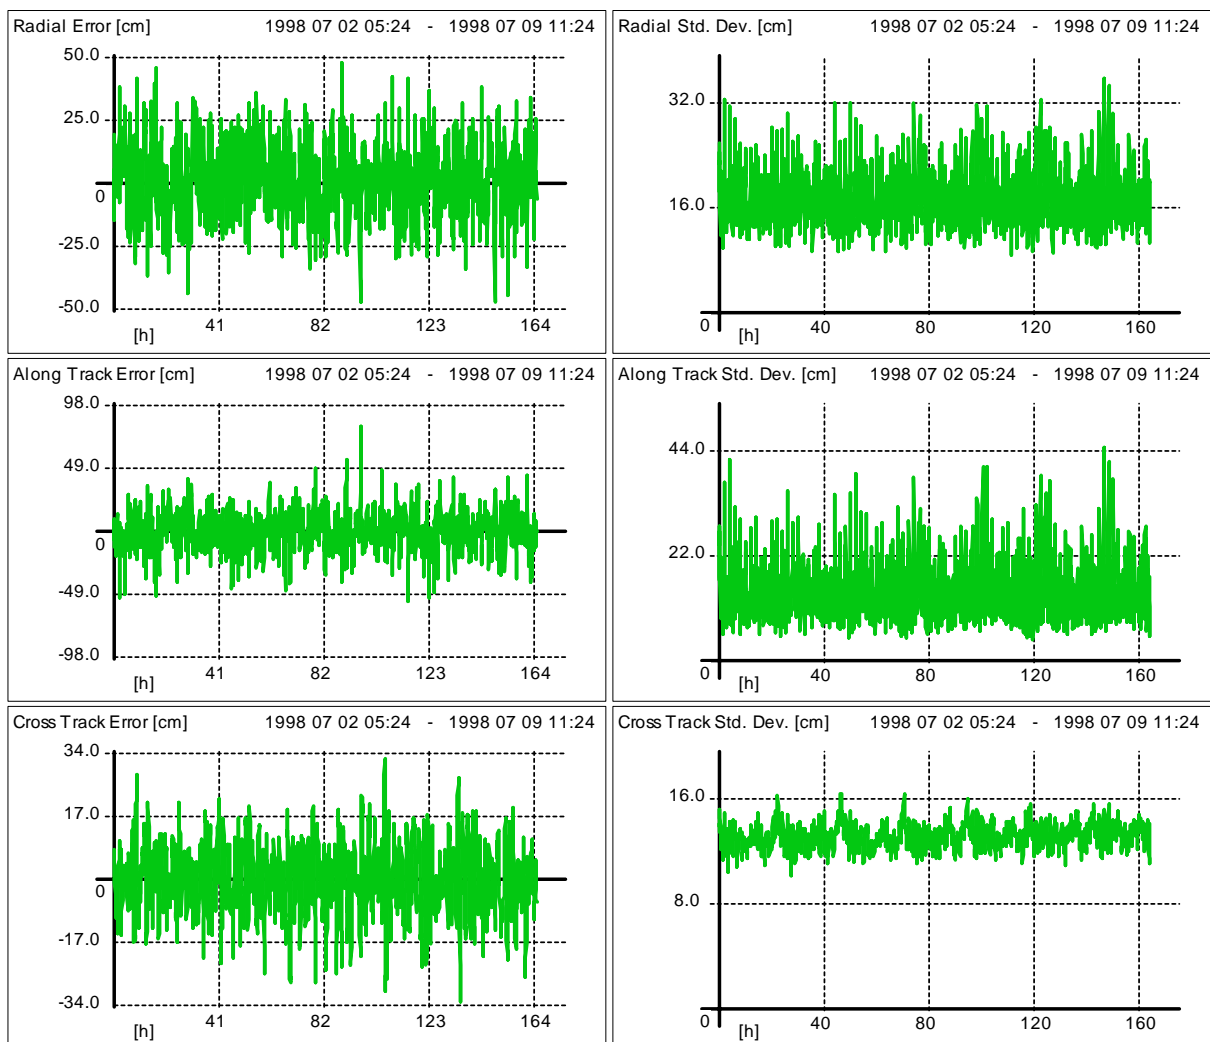 Radial Error [cm] 1998 07 02 05:24 - 1998 07 09 11:24
50.0
25.0
0
-25.0
-50.0
41 82 123 164
[h]
Radial Std. Dev. [cm] 1998 07 02 05:24 - 1998 07 09 11:24
32.0
16.0
0
40 80 120 160
[h]
Along Track Error [cm] 1998 07 02 05:24 - 1998 07 09 11:24
98.0
49.0
0
-49.0
-98.0
41 82 123 164
[h]
Along Track Std. Dev. [cm] 1998 07 02 05:24 - 1998 07 09 11:24
44.0
22.0
0
40 80 120 160
[h]
Cross Track Error [cm] 1998 07 02 05:24 - 1998 07 09 11:24
34.0
17.0
0
-17.0
-34.0
41 82 123 164
[h]
Cross Track Std. Dev. [cm] 1998 07 02 05:24 - 1998 07 09 11:24
16.0
8.0
0
40 80 120 160
[h]